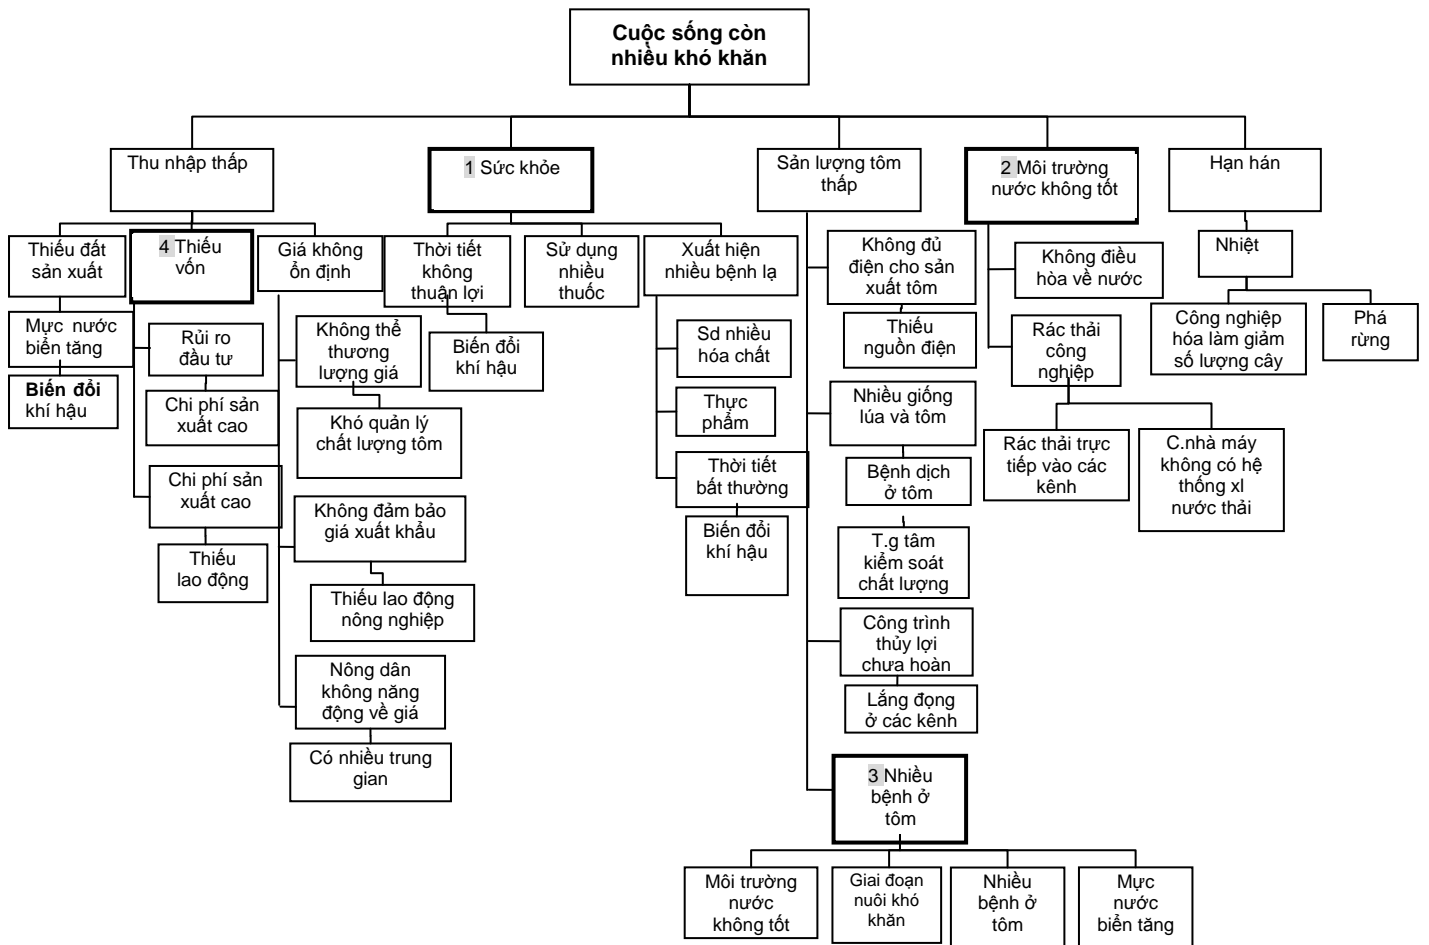 Cuộc sống còn
nhiều khó khăn
Thu nhập thấp
1 Sức khỏe
Sản lượng tôm
thấp
2 Môi trường
nước không tốt
Hạn hán
Thiếu đất
sản xuất
4 Thiếu
vốn
Giá không
ổn định
Thời tiết
không
thuận lợi
Sử dụng
nhiều
thuốc
Xuất hiện
nhiều bệnh lạ
Không đủ
điện cho sản
xuất tôm
Không điều
hòa về nước
Nhiệt
Mực nước
biển tăng
Biến đổi
khí hậu
Rủi ro
đầu tư
Chi phí sản
xuất cao
Chi phí sản
xuất cao
Thiếu
lao động
Không thể
thương
lượng giá
Khó quản lý
chất lượng tôm
Không đảm bảo
giá xuất khẩu
Thiếu lao động
nông nghiệp
Nông dân
không năng
động về giá
Có nhiều trung
gian
Biến đổi
khí hậu
Sd nhiều
hóa chất
Thực
phẩm
Thời tiết
bất thường
Biến đổi
khí hậu
Thiếu
nguồn điện
Nhiều giống
lúa và tôm
Bệnh dịch
ở tôm
T.g tâm
kiểm soát
chất lượng
Công trình
thủy lợi
chưa hoàn
Lắng đọng
ở các kênh
3 Nhiều
bệnh ở
tôm
Môi trường
nước
không tốt
Giai đoạn
nuôi khó
khăn
Nhiều
bệnh ở
tôm
Mực
nước
biển tăng
Rác thải
công
nghiệp
Rác thải trực
tiếp vào các
kênh
C.nhà máy
không có hệ
thống xl
nước thải
Công nghiệp
hóa làm giảm
số lượng cây
Phá
rừng